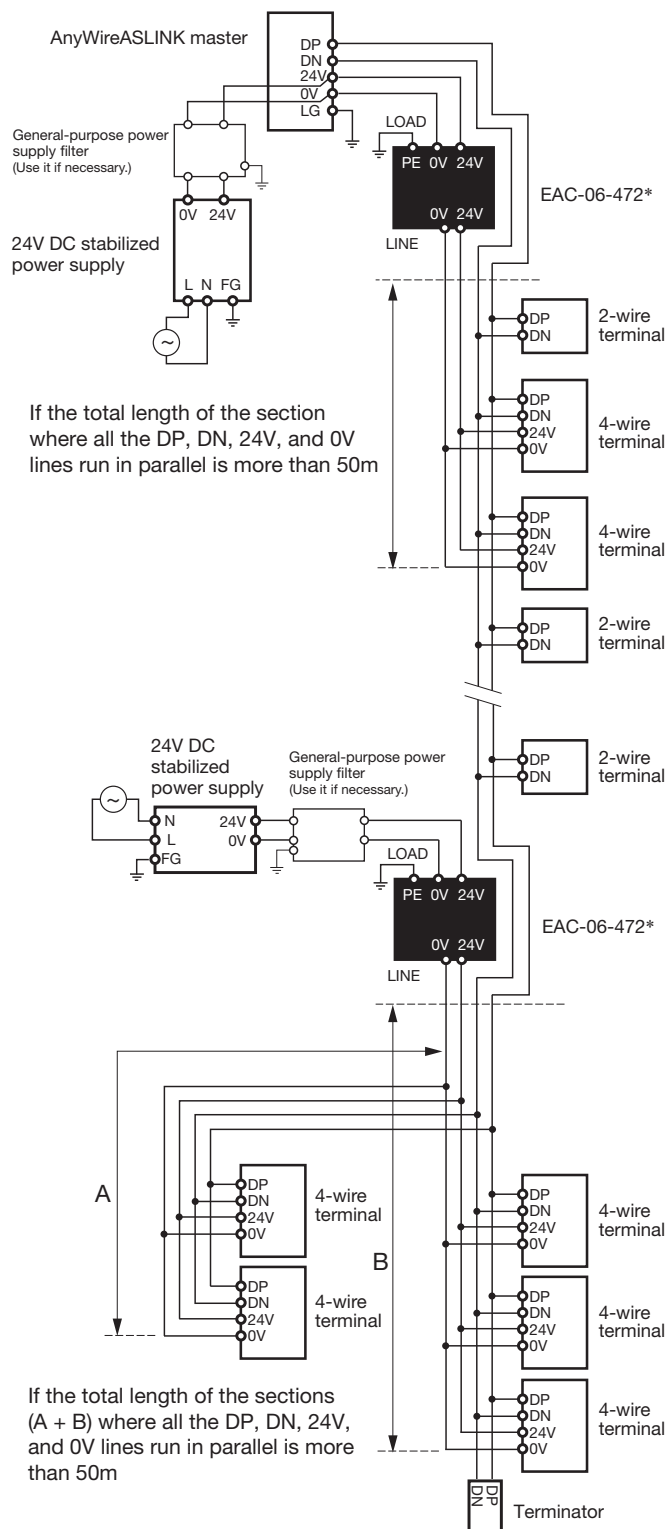 AnyWireASLINK master
DP
DN
24V
0V
LG
General-purpose power
supply filter
(Use it if necessary.)
LOAD
PE 0V 24V
0V 24V
LINE
EAC-06-472*
0V 24V
24V DC stabilized
power supply
L N FG
~
2-wire
terminal
DP
DN
If the total length of the section
where all the DP, DN, 24V, and 0V
lines run in parallel is more than 50m
DP
DN
24V
0V
4-wire
terminal
DP
DN
24V
0V
4-wire
terminal
DP
DN
2-wire
terminal
DP
DN
2-wire
terminal
24V DC
stabilized
power supply
General-purpose power
supply filter
(Use it if necessary.)
~
N
L
FG
24V
0V
LOAD
PE 0V 24V
0V 24V
LINE
EAC-06-472*
A
DP
DN
24V
0V
4-wire
terminal
DP
DN
24V
0V
4-wire
terminal
B
DP
DN
24V
0V
4-wire
terminal
DP
DN
24V
0V
4-wire
terminal
DP
DN
24V
0V
4-wire
terminal
If the total length of the sections
(A + B) where all the DP, DN, 24V,
and 0V lines run in parallel is more
than 50m
DP
DN
Terminator